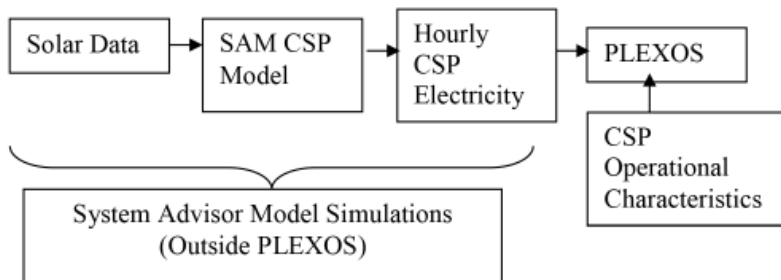 Solar Data
SAM CSP
Model
Hourly
CSP
Electricity
PLEXOS
CSP
Operational
Characteristics
System Advisor Model Simulations
(Outside PLEXOS)